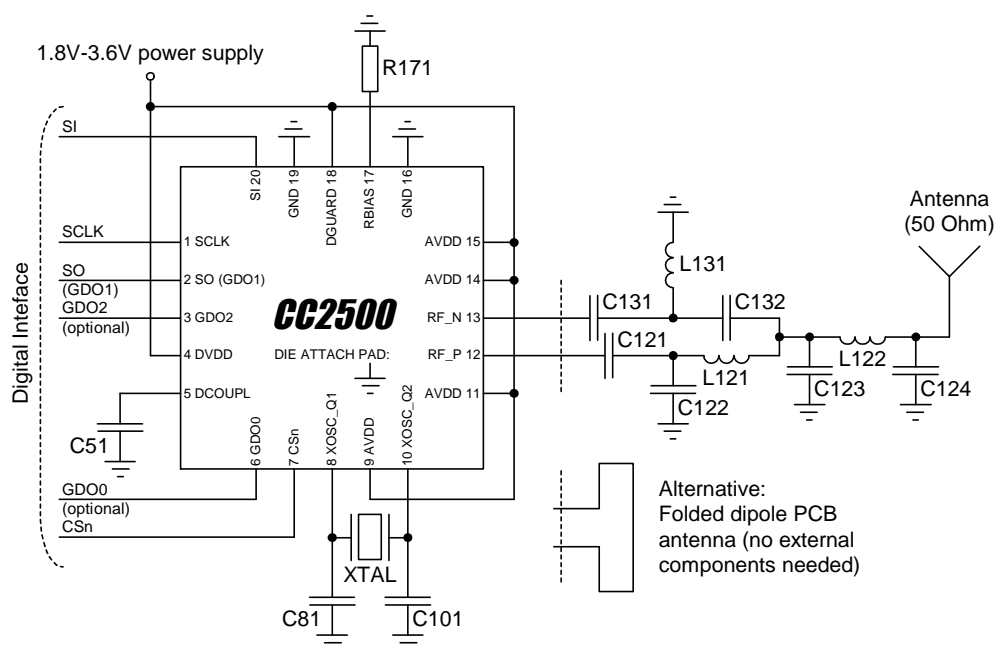 1.8V-3.6V power supply
R171
SI
SI 20
GND 19
DGUARD 18
RBIAS 17
GND 16
Antenna
(50 Ohm)
SCLK
1 SCLK
AVDD 15
SO
(GDO1)
2 SO (GDO1)
AVDD 14
L131
GDO2
(optional)
3 GDO2
CC2500
RF_N 13
C131
C132
Digital Inteface
4 DVDD
DIE ATTACH PAD:
RF_P 12
C121
L121
L122
5 DCOUPL
AVDD 11
C122
C123
C124
C51
6 GDO0
7 CSn
8 XOSC_Q1
9 AVDD
10 XOSC_Q2
GDO0
(optional)
CSn
XTAL
C81
C101
Alternative:
Folded dipole PCB
antenna (no external
components needed)